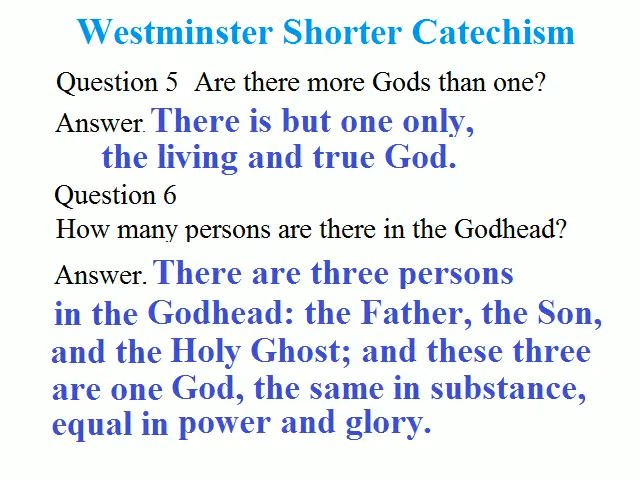 Westminster Shorter Catechism
Question 5 Are there more Gods than one?
Answer. There is but one only,
the living and true God.
Question 6
How many persons are there in the Godhead?
Answer. There are three persons
in the Godhead: the Father, the Son,
and the Holy Ghost; and these three
are one God, the same in substance,
equal in power and glory.